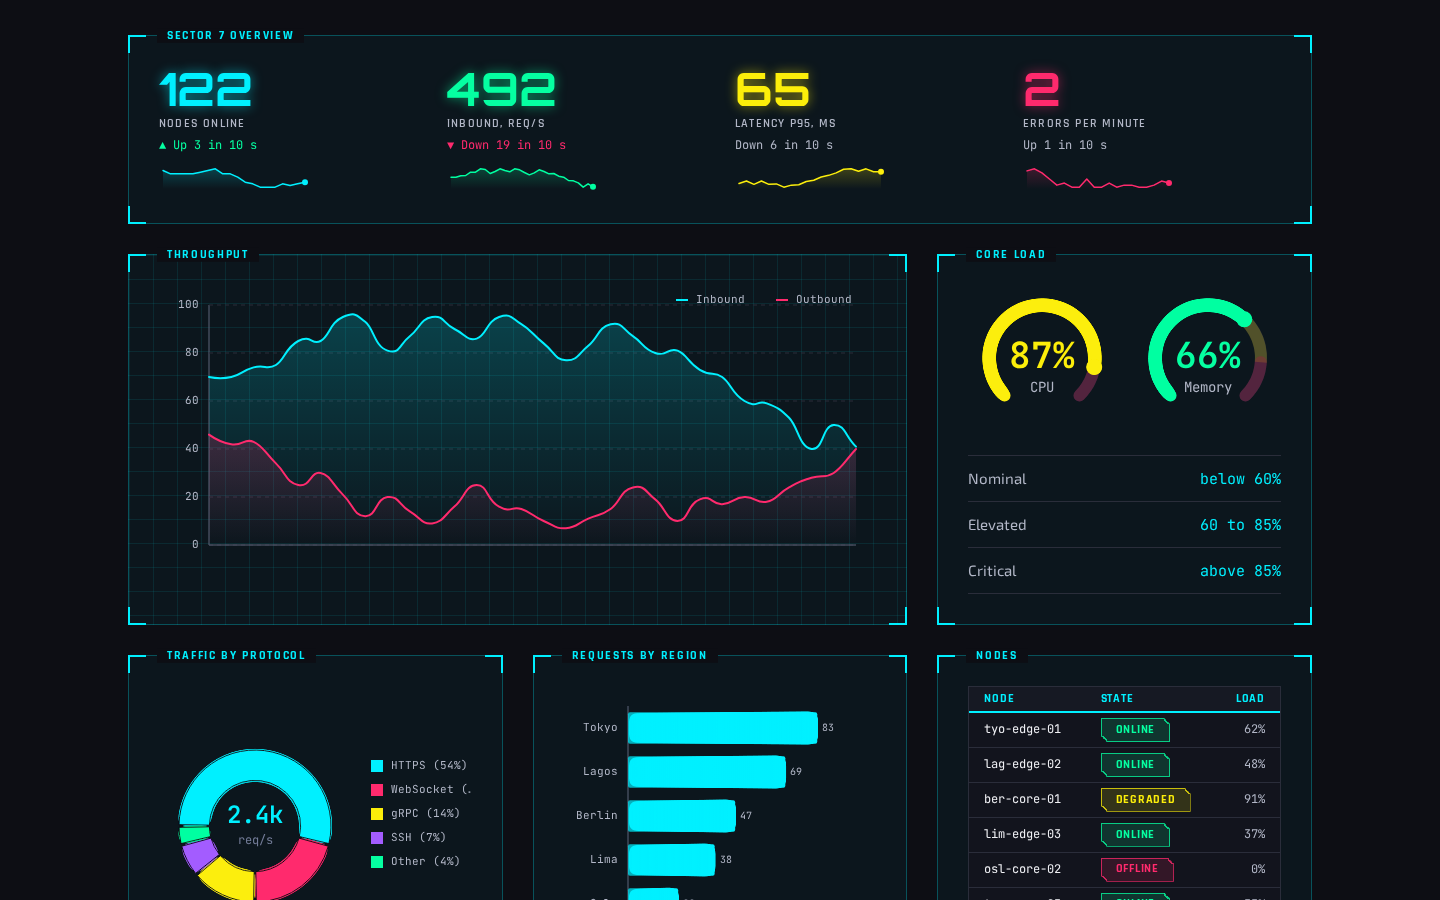 SECTOR 7 OVERVIEW
122
NODES ONLINE
▲ Up 3 in 10 s
492
INBOUND, REQ/S
▼ Down 19 in 10 s
65
LATENCY P95, MS
Down 6 in 10 s
2
ERRORS PER MINUTE
Up 1 in 10 s
THROUGHPUT
Inbound Outbound
100
80
60
40
20
0
CORE LOAD
87%
CPU
66%
Memory
Nominal below 60%
Elevated 60 to 85%
Critical above 85%
TRAFFIC BY PROTOCOL
2.4k
req/s
HTTPS (54%)
WebSocket (.
gRPC (14%)
SSH (7%)
Other (4%)
REQUESTS BY REGION
Tokyo 83
Lagos 69
Berlin 47
Lima 38
NODES
NODE STATE LOAD
tyo-edge-01 ONLINE 62%
lag-edge-02 ONLINE 48%
ber-core-01 DEGRADED 91%
lim-edge-03 ONLINE 37%
osl-core-02 OFFLINE 0%